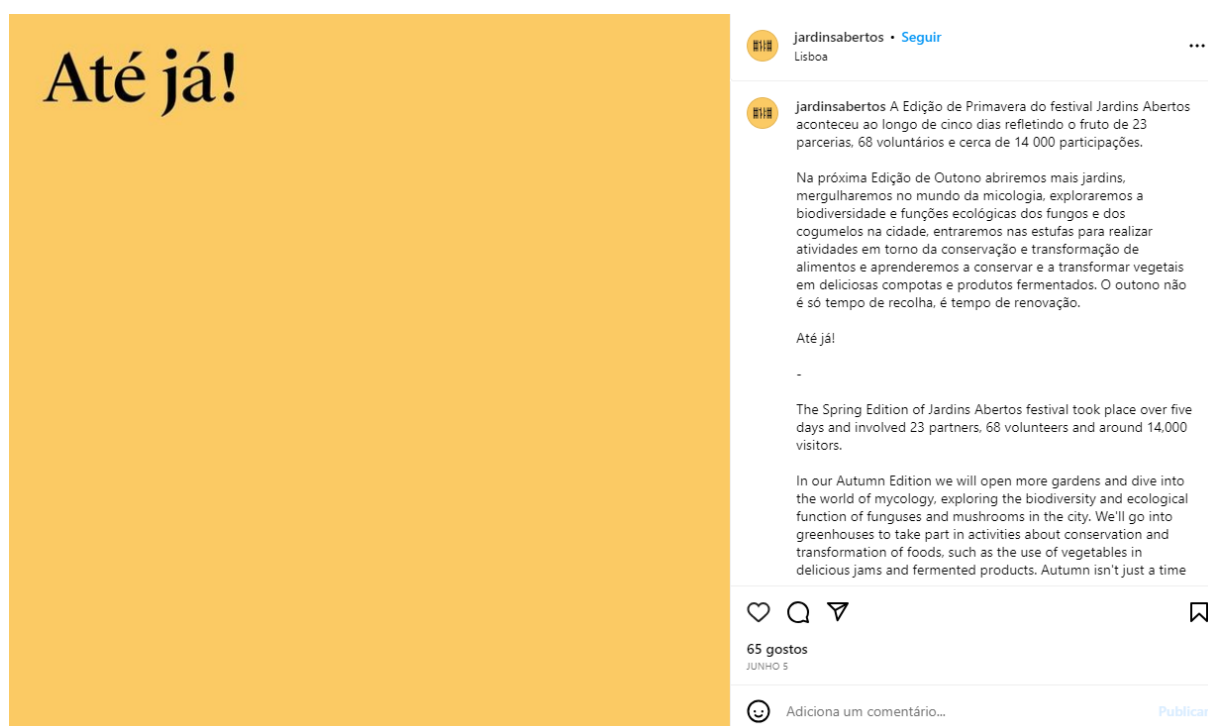 Até já!
jardinsabertos • Seguir
Lisboa
jardinsabertos A Edição de Primavera do festival Jardins Abertos
aconteceu ao longo de cinco dias refletindo o fruto de 23
parcerias, 68 voluntários e cerca de 14 000 participações.
Na próxima Edição de Outono abriremos mais jardins,
mergulharemos no mundo da micologia, exploraremos a
biodiversidade e funções ecológicas dos fungos e dos
cogumelos na cidade, entraremos nas estufas para realizar
atividades em torno da conservação e transformação de
alimentos e aprenderemos a conservar e a transformar vegetais
em deliciosas compotas e produtos fermentados. O outono não
é só tempo de recolha, é tempo de renovação.
Até já!
-
The Spring Edition of Jardins Abertos festival took place over five
days and involved 23 partners, 68 volunteers and around 14,000
visitors.
In our Autumn Edition we will open more gardens and dive into
the world of mycology, exploring the biodiversity and ecological
function of funguses and mushrooms in the city. We'll go into
greenhouses to take part in activities about conservation and
transformation of foods, such as the use of vegetables in
delicious jams and fermented products. Autumn isn't just a time
65 gostos
JUNHO 5
Adiciona um comentário... Publicar